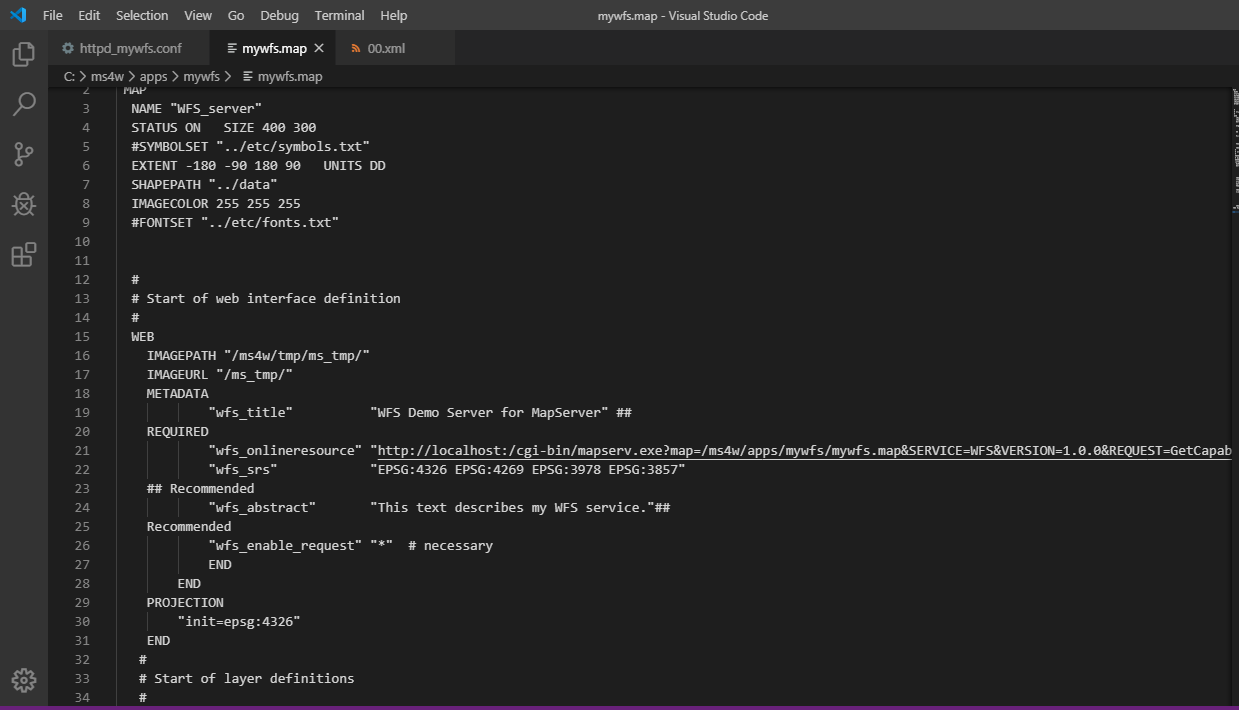 File Edit Selection View Go Debug Terminal Help mywfs.map - Visual Studio Code
httpd_mywfs.conf mywfs.map 00.xml
C: > ms4w > apps > mywfs > mywfs.map
2 MAP
3 NAME "WFS_server"
4 STATUS ON SIZE 400 300
5 #SYMBOLSET "../etc/symbols.txt"
6 EXTENT -180 -90 180 90 UNITS DD
7 SHAPEPATH "../data"
8 IMAGECOLOR 255 255 255
9 #FONTSET "../etc/fonts.txt"
10
11
12 #
13 # Start of web interface definition
14 #
15 WEB
16 IMAGEPATH "/ms4w/tmp/ms_tmp/"
17 IMAGEURL "/ms_tmp/"
18 METADATA
19 "wfs_title" "WFS Demo Server for MapServer" ##
20 REQUIRED
21 "wfs_onlineresource" "http://localhost:/cgi-bin/mapserv.exe?map=/ms4w/apps/mywfs/mywfs.map&SERVICE=WFS&VERSION=1.0.0&REQUEST=GetCapab
22 "wfs_srs" "EPSG:4326 EPSG:4269 EPSG:3978 EPSG:3857"
23 ## Recommended
24 "wfs_abstract" "This text describes my WFS service."##
25 Recommended
26 "wfs_enable_request" "*" # necessary
27 END
28 END
29 PROJECTION
30 "init=epsg:4326"
31 END
32 #
33 # Start of layer definitions
34 #